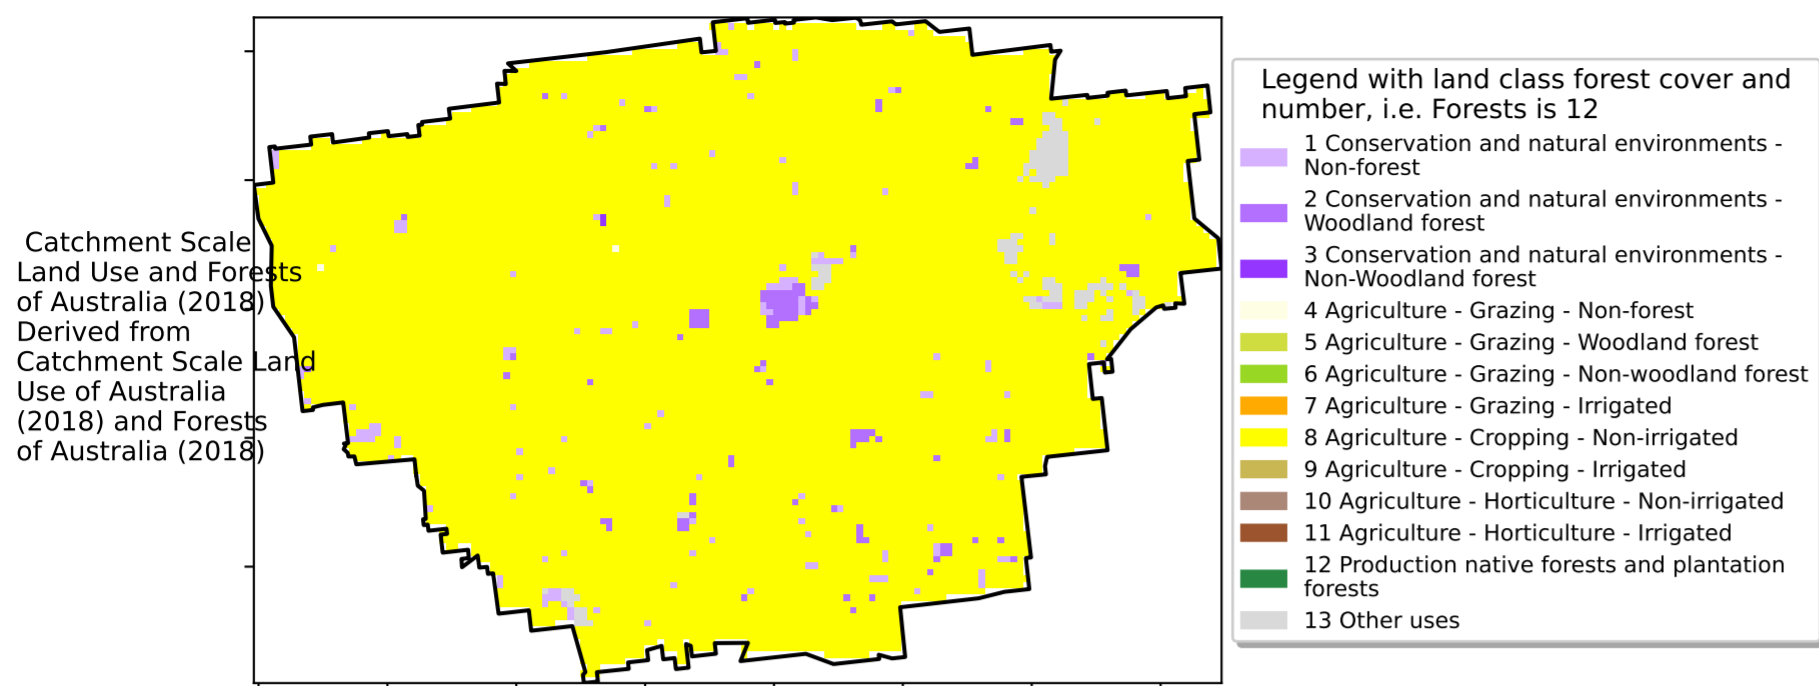 Catchment Scale
Land Use and Forests
of Australia (2018)
Derived from
Catchment Scale Land
Use of Australia
(2018) and Forests
of Australia (2018)
Legend with land class forest cover and
number, i.e. Forests is 12
1 Conservation and natural environments -
Non-forest
2 Conservation and natural environments -
Woodland forest
3 Conservation and natural environments -
Non-Woodland forest
4 Agriculture - Grazing - Non-forest
5 Agriculture - Grazing - Woodland forest
6 Agriculture - Grazing - Non-woodland forest
7 Agriculture - Grazing - Irrigated
8 Agriculture - Cropping - Non-irrigated
9 Agriculture - Cropping - Irrigated
10 Agriculture - Horticulture - Non-irrigated
11 Agriculture - Horticulture - Irrigated
12 Production native forests and plantation
forests
13 Other uses